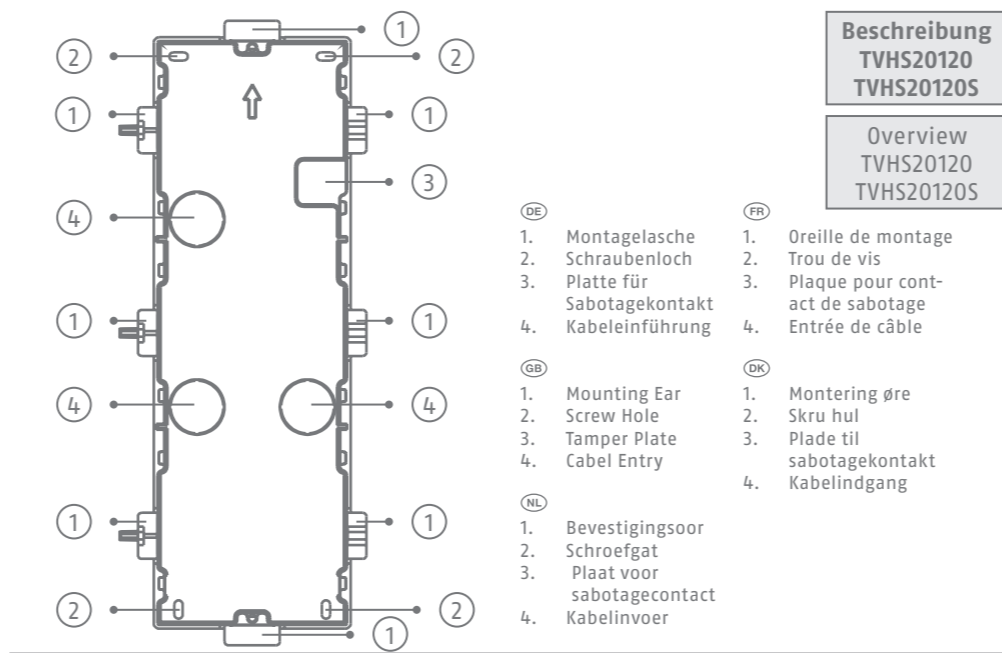 1
2
2
1
1
3
4
1
1
4
4
1
1
2
2
1
Beschreibung
TVHS20120
TVHS20120S
Overview
TVHS20120
TVHS20120S
DE
1. Montagelasche
2. Schraubenloch
3. Platte für
Sabotagekontakt
4. Kabeleinführung
FR
1. Oreille de montage
2. Trou de vis
3. Plaque pour cont-
act de sabotage
4. Entrée de câble
GB
1. Mounting Ear
2. Screw Hole
3. Tamper Plate
4. Cabel Entry
DK
1. Montering øre
2. Skru hul
3. Plade til
sabotagekontakt
4. Kabelindgang
NL
1. Bevestigingsoor
2. Schroefgat
3. Plaat voor
sabotagecontact
4. Kabelinvoer